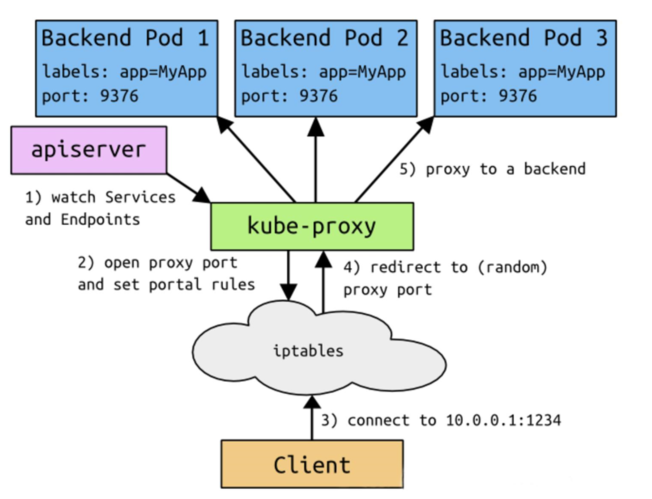 Backend Pod 1
labels: app=MyApp
port: 9376
Backend Pod 2
labels: app=MyApp
port: 9376
Backend Pod 3
labels: app=MyApp
port: 9376
apiserver
1) watch Services
and Endpoints
5) proxy to a backend
kube-proxy
2) open proxy port
and set portal rules
4) redirect to (random)
proxy port
iptables
3) connect to 10.0.0.1:1234
Client